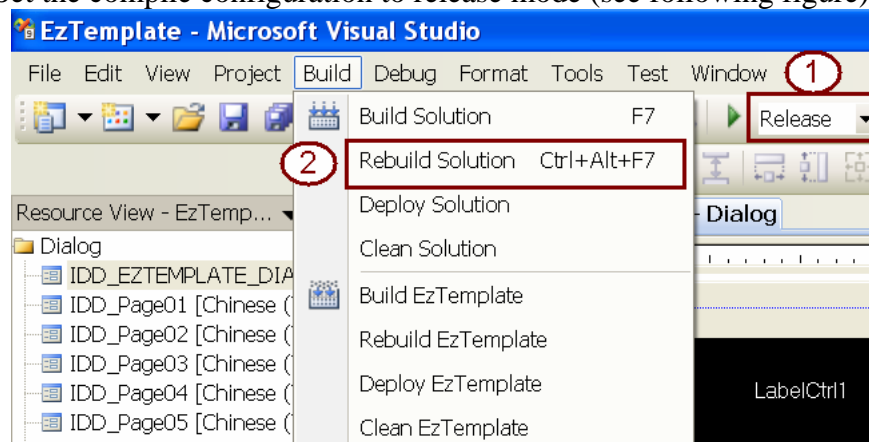 set the compile configuration to release mode (see following figure)
EzTemplate - Microsoft Visual Studio
File Edit View Project Build Debug Format Tools Test Window
1
Build Solution F7
Release
2
Rebuild Solution Ctrl+Alt+F7
Resource View - EzTemp...
Deploy Solution
- Dialog
Dialog
Clean Solution
IDD_EZTEMPLATE_DIA
IDD_Page01 [Chinese (
Build EzTemplate
IDD_Page02 [Chinese (
Rebuild EzTemplate
IDD_Page03 [Chinese (
IDD_Page04 [Chinese (
Deploy EzTemplate
LabelCtrl1
IDD_Page05 [Chinese (
Clean EzTemplate